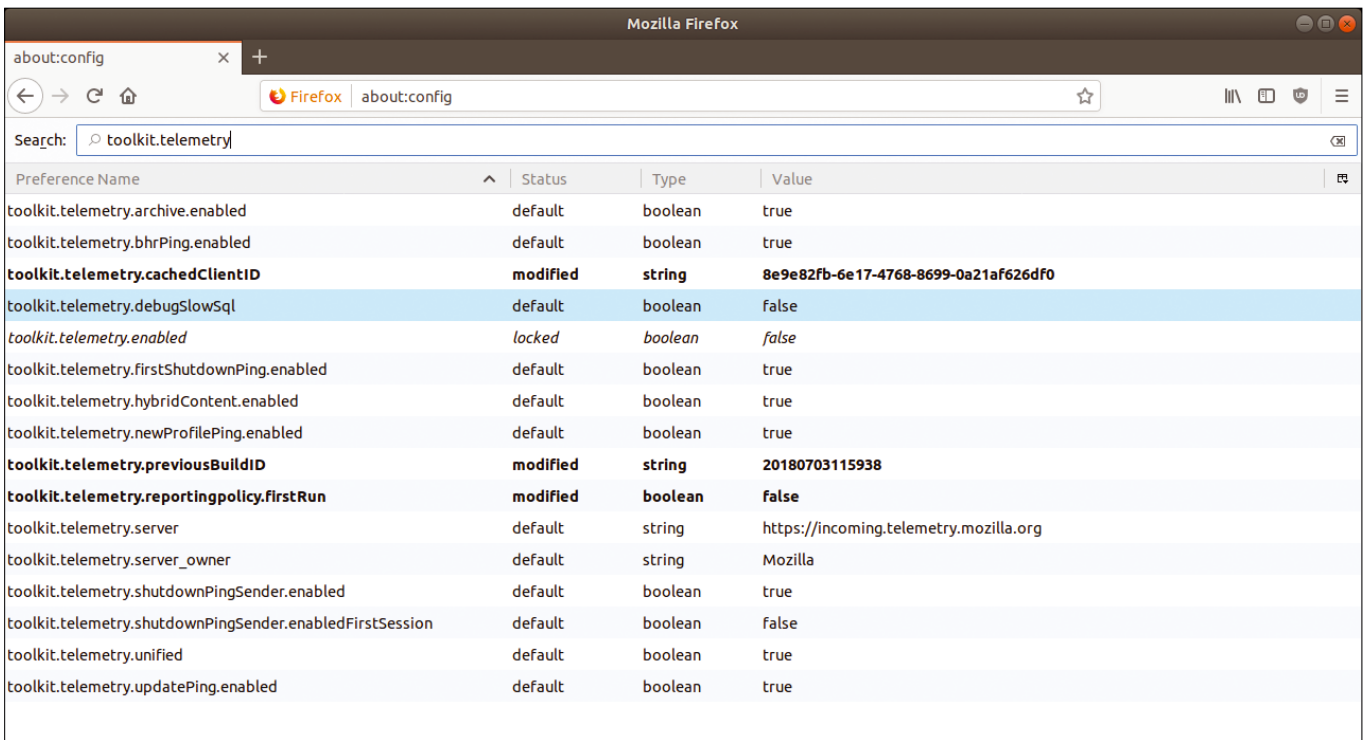 Mozilla Firefox
about:config
Firefox about:config
Search: toolkit.telemetry
Preference Name Status Type Value
toolkit.telemetry.archive.enabled default boolean true
toolkit.telemetry.bhrPing.enabled default boolean true
toolkit.telemetry.cachedClientID modified string 8e9e82fb-6e17-4768-8699-0a21af626df0
toolkit.telemetry.debugSlowSql default boolean false
toolkit.telemetry.enabled locked boolean false
toolkit.telemetry.firstShutdownPing.enabled default boolean true
toolkit.telemetry.hybridContent.enabled default boolean true
toolkit.telemetry.newProfilePing.enabled default boolean true
toolkit.telemetry.previousBuildID modified string 20180703115938
toolkit.telemetry.reportingpolicy.firstRun modified boolean false
toolkit.telemetry.server default string https://incoming.telemetry.mozilla.org
toolkit.telemetry.server_owner default string Mozilla
toolkit.telemetry.shutdownPingSender.enabled default boolean true
toolkit.telemetry.shutdownPingSender.enabledFirstSession default boolean false
toolkit.telemetry.unified default boolean true
toolkit.telemetry.updatePing.enabled default boolean true